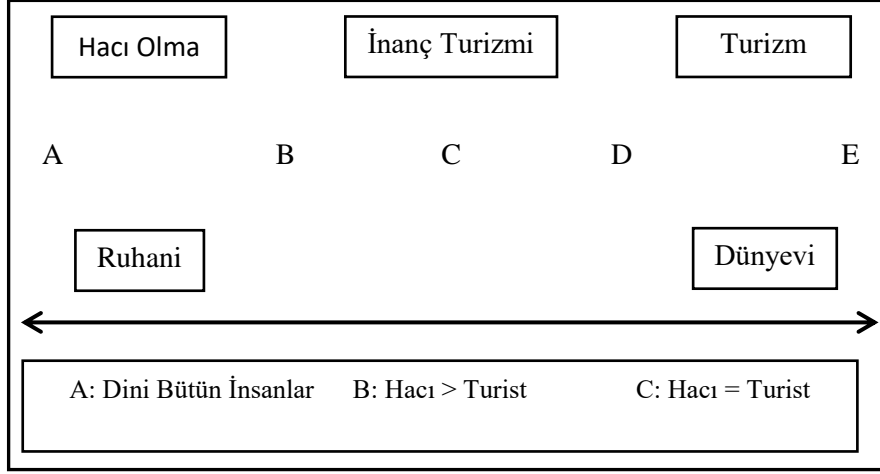 Hacı Olma İnanç Turizmi Turizm
A B C D E
Ruhani Dünyevi
A: Dini Bütün İnsanlar B: Hacı > Turist C: Hacı = Turist